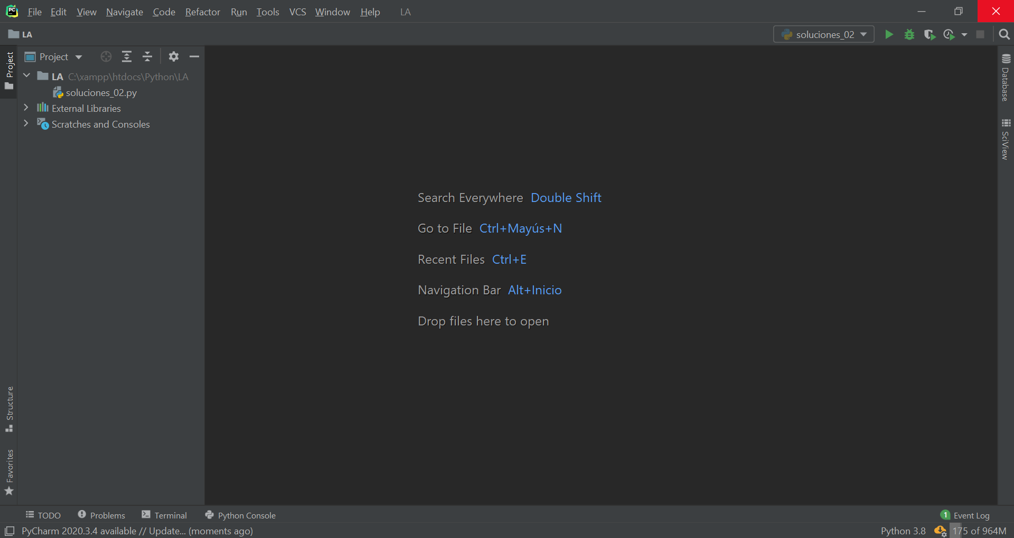 PC File Edit View Navigate Code Refactor Run Tools VCS Window Help LA
LA soluciones_02
Project
Project
LA C:\xampp\htdocs\Python\LA
soluciones_02.py
External Libraries
Scratches and Consoles
Structure
Favorites
Search Everywhere Double Shift
Go to File Ctrl+Mayús+N
Recent Files Ctrl+E
Navigation Bar Alt+Inicio
Drop files here to open
Database
SciView
TODO Problems Terminal Python Console 1 Event Log
PyCharm 2020.3.4 available // Update... (moments ago) Python 3.8 175 of 964M